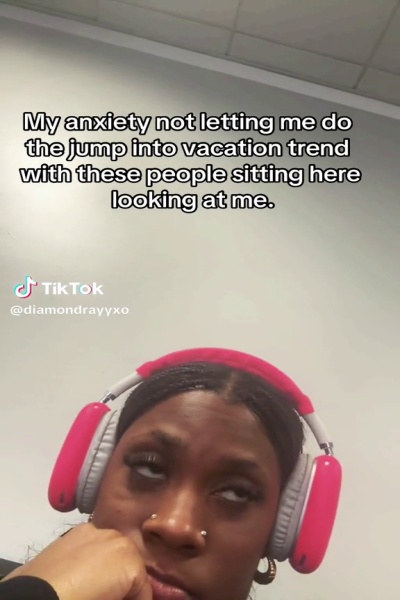 My anxiety not letting me do
the jump into vacation trend
with these people sitting here
looking at me.
TikTok
@diamondrayyxo